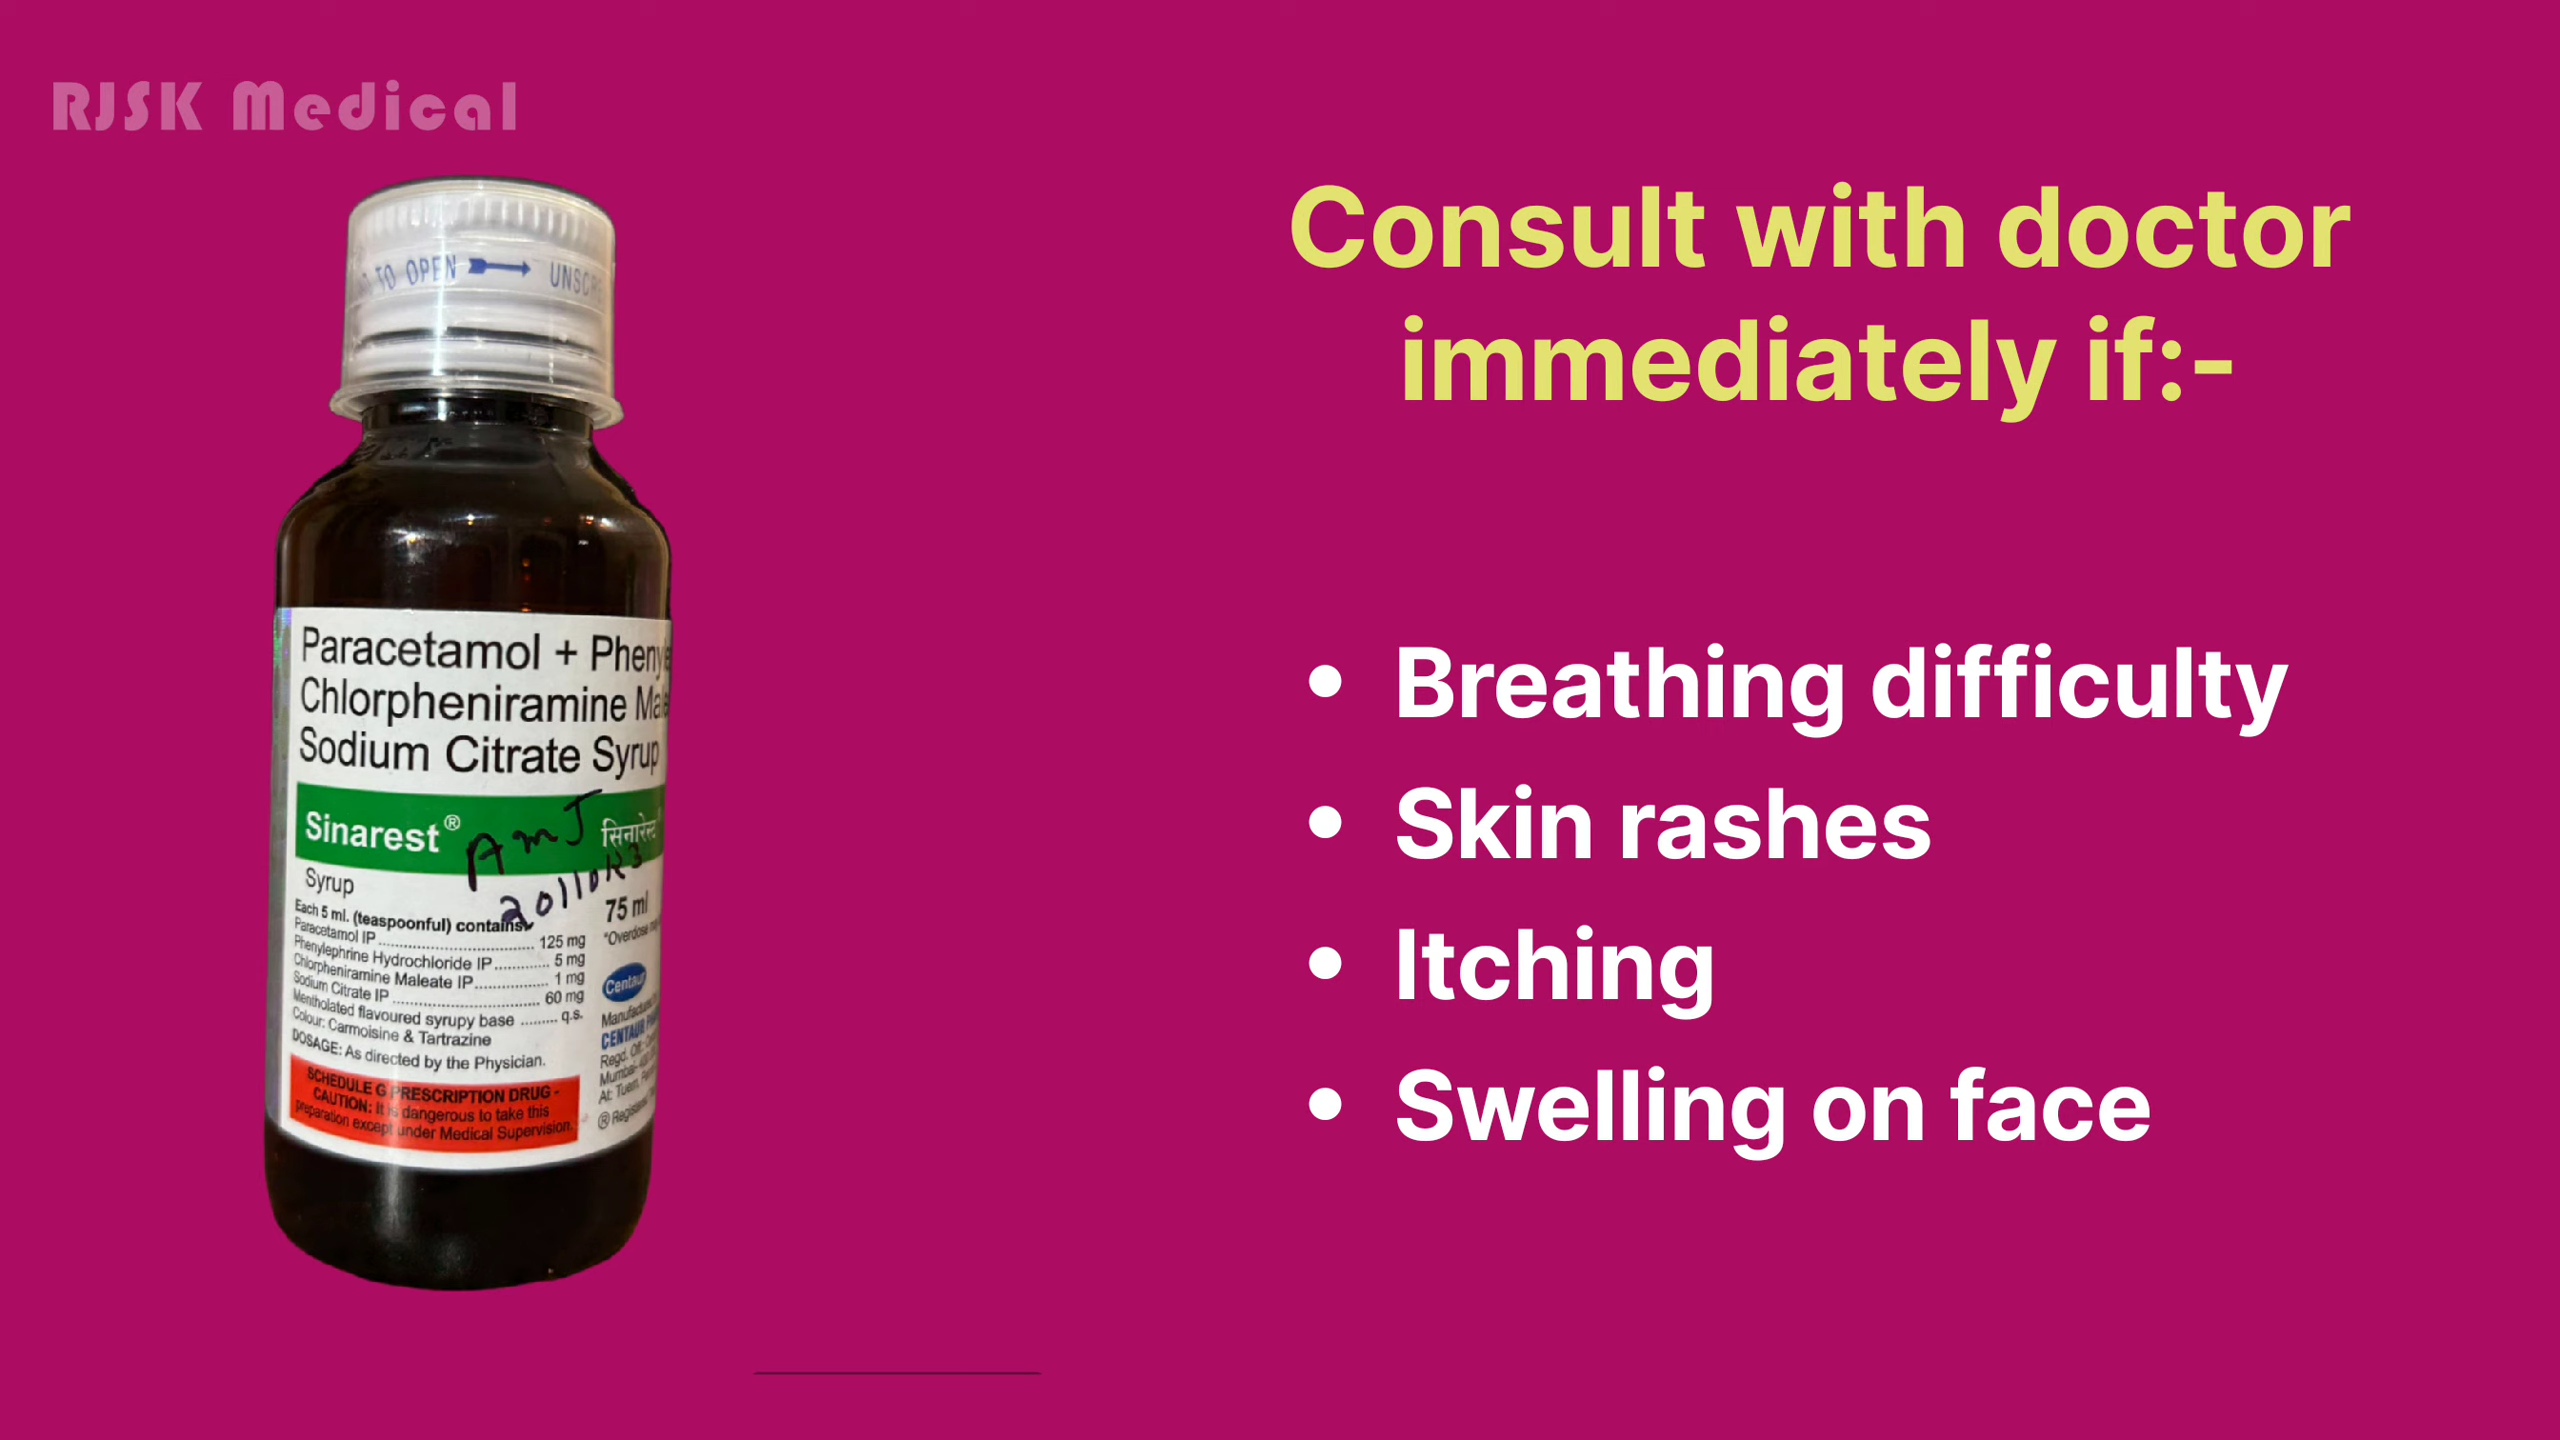 RJSK Medical
TO OPEN
Paracetamol +
Chlorpheniramine
Sodium Citrate Syrup
Sinarest® सिनारेस्ट
Syrup
75 ml
Each 5 ml. (teaspoonful) contains
Paracetamol IP ........ 125 mg
Phenylephrine Hydrochloride IP ........ 5 mg
Chlorpheniramine Maleate IP ........ 1 mg
Sodium Citrate IP ........ 60 mg
Mentholated flavoured syrupy base ........ q.s.
Colour: Carmoisine & Tartrazine
DOSAGE: As directed by the Physician.
SCHEDULE G PRESCRIPTION DRUG -
CAUTION: It is dangerous to take this
preparation except under Medical Supervision.
*Overdose
Centaur
CENTAUR
Consult with doctor
immediately if:-
• Breathing difficulty
• Skin rashes
• Itching
• Swelling on face